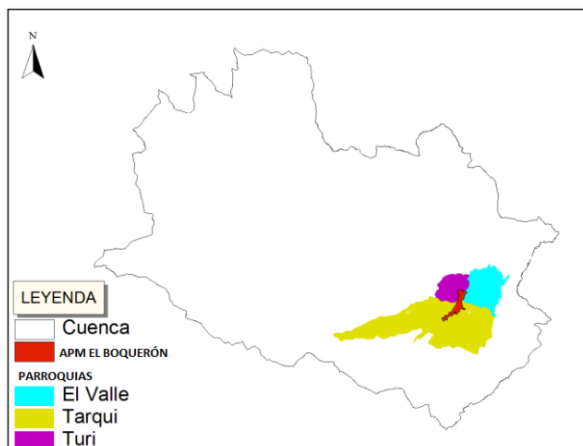 N
LEYENDA
Cuenca
APM EL BOQUERÓN
PARROQUIAS
El Valle
Tarqui
Turi